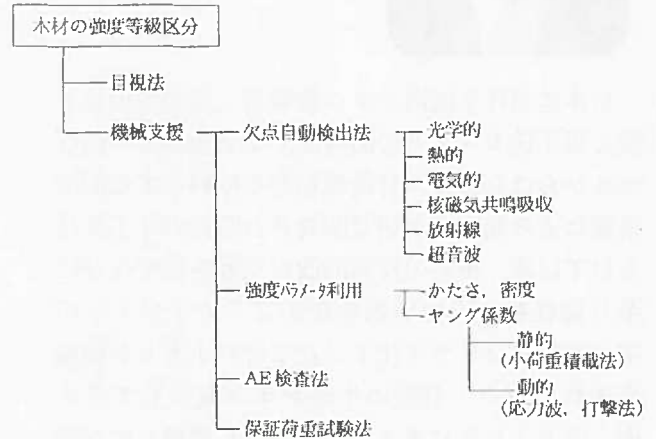 木材の強度等級区分
目視法
機械支援
欠点自動検出法
光学的
熱的
電気的
核磁気共鳴吸収
放射線
超音波
強度パラメータ利用
かたさ，密度
ヤング係数
静的
(小荷重積載法)
動的
(応力波，打撃法)
AE検査法
保証荷重試験法